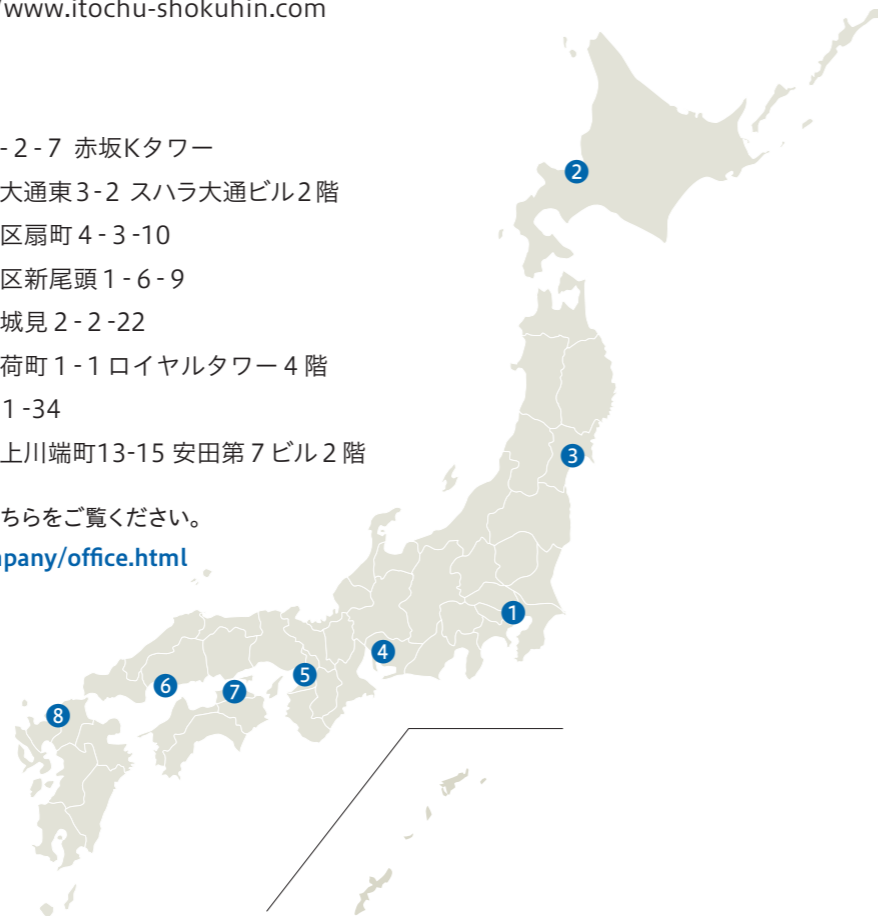 /www.itochu-shokuhin.com
-2-7 赤坂Kタワー
大通東3-2 スハラ大通ビル2階
区扇町4-3-10
区新尾頭1-6-9
城見2-2-22
荷町1-1ロイヤルタワー4階
1-34
上川端町13-15 安田第7ビル2階
ちらをご覧ください。
pany/office.html
2
3
1
4
5
6
7
8